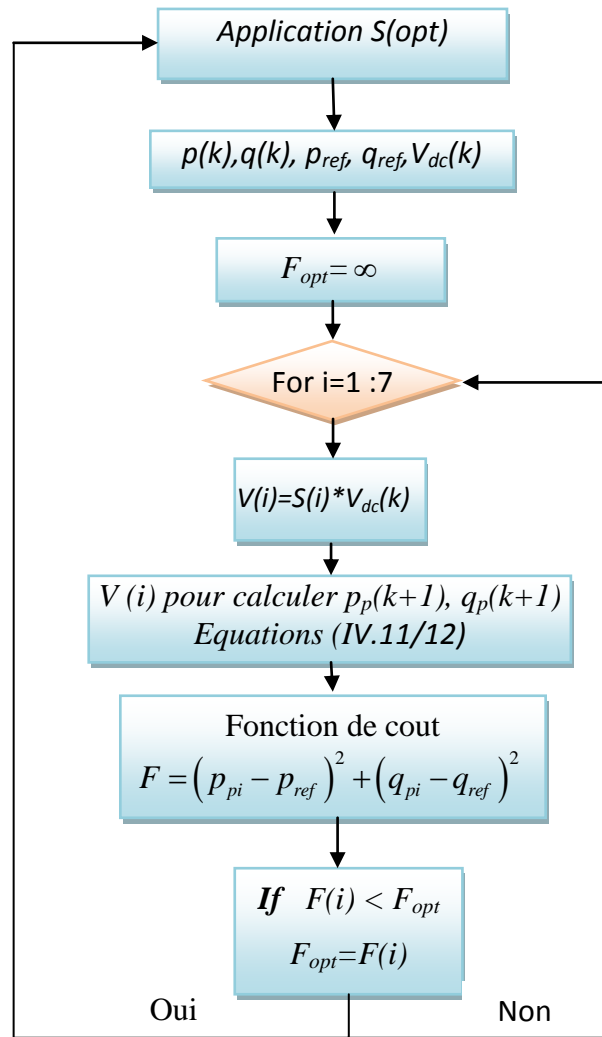 Application S(opt)
p(k),q(k), p_ref, q_ref,V_dc(k)
F_opt= ∞
For i=1 :7
V(i)=S(i)*V_dc(k)
V (i) pour calculer p_p(k+1), q_p(k+1)
Equations (IV.11/12)
Fonction de cout
F = (p_pi − p_ref)² + (q_pi − q_ref)²
If F(i) < F_opt
F_opt=F(i)
Oui Non